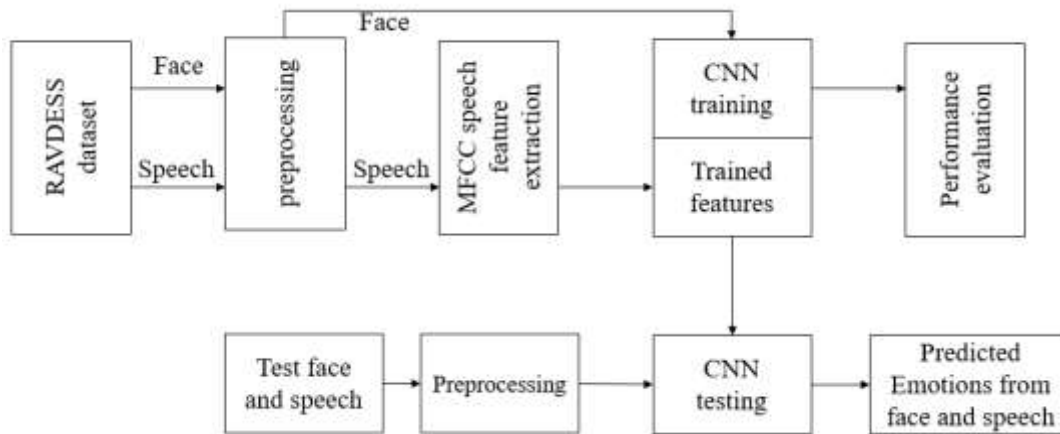 Face
RAVDESS
dataset
Face
Speech
preprocessing
Speech
MFCC speech
feature
extraction
CNN
training
Trained
features
Performance
evaluation
Test face
and speech
Preprocessing
CNN
testing
Predicted
Emotions from
face and speech